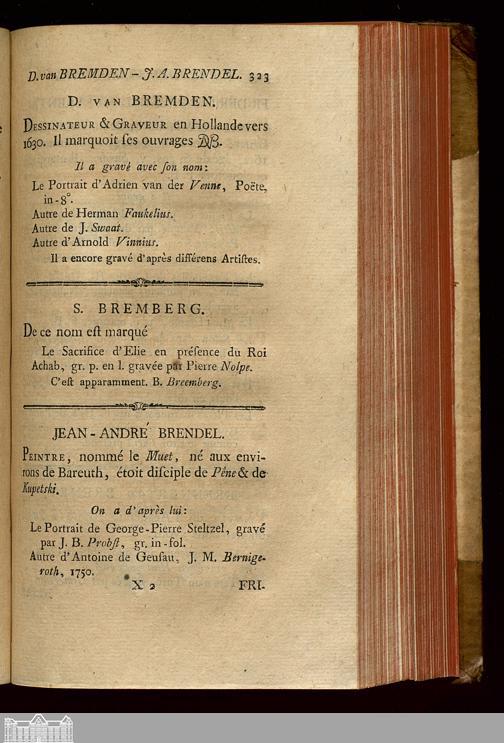 D. van BREMDEN – J. A. BRENDEL. 323
D. VAN BREMDEN.
DESSINATEUR & GRAVEUR en Hollande vers
1630. Il marquoit ſes ouvrages
Il a gravé avec ſon nom:
Le Portrait d'Adrien van der Venne, Poëte,
in-8°.
Autre de Herman Faukelius.
Autre de J. Swaat.
Autre d'Arnold Vinnius.
Il a encore gravé d'après différens Artiſtes.
S. BREMBERG.
De ce nom eſt marqué
Le Sacrifice d'Elie en préſence du Roi
Achab, gr. p. en l. gravée par Pierre Nolpe.
C'eſt apparamment. B. Breemberg.
JEAN-ANDRÉ BRENDEL.
PEINTRE, nommé le Muet, né aux envi-
rons de Bareuth, étoit diſciple de Péne & de
Kupetski.
On a d'après lui:
Le Portrait de George-Pierre Steltzel, gravé
par J. B. Probſt, gr. in-fol.
Autre d'Antoine de Geuſau, J. M. Bernige-
roth, 1750.
X 2 FRI-